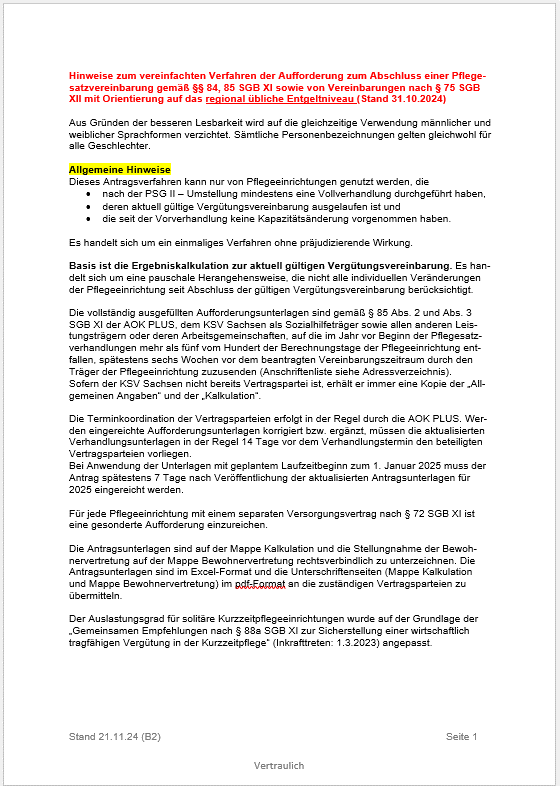 Hinweise zum vereinfachten Verfahren der Aufforderung zum Abschluss einer Pflege-
satzvereinbarung gemäß §§ 84, 85 SGB XI sowie von Vereinbarungen nach § 75 SGB
XII mit Orientierung auf das regional übliche Entgeltniveau (Stand 31.10.2024)
Aus Gründen der besseren Lesbarkeit wird auf die gleichzeitige Verwendung männlicher und
weiblicher Sprachformen verzichtet. Sämtliche Personenbezeichnungen gelten gleichwohl für
alle Geschlechter.
Allgemeine Hinweise
Dieses Antragsverfahren kann nur von Pflegeeinrichtungen genutzt werden, die
• nach der PSG II – Umstellung mindestens eine Vollverhandlung durchgeführt haben,
• deren aktuell gültige Vergütungsvereinbarung ausgelaufen ist und
• die seit der Vorverhandlung keine Kapazitätsänderung vorgenommen haben.
Es handelt sich um ein einmaliges Verfahren ohne präjudizierende Wirkung.
Basis ist die Ergebniskalkulation zur aktuell gültigen Vergütungsvereinbarung. Es han-
delt sich um eine pauschale Herangehensweise, die nicht alle individuellen Veränderungen
der Pflegeeinrichtung seit Abschluss der gültigen Vergütungsvereinbarung berücksichtigt.
Die vollständig ausgefüllten Aufforderungsunterlagen sind gemäß § 85 Abs. 2 und Abs. 3
SGB XI der AOK PLUS, dem KSV Sachsen als Sozialhilfeträger sowie allen anderen Leis-
tungsträgern oder deren Arbeitsgemeinschaften, auf die im Jahr vor Beginn der Pflegesatz-
verhandlungen mehr als fünf vom Hundert der Berechnungstage der Pflegeeinrichtung ent-
fallen, spätestens sechs Wochen vor dem beantragten Vereinbarungszeitraum durch den
Träger der Pflegeeinrichtung zuzusenden (Anschriftenliste siehe Adressverzeichnis).
Sofern der KSV Sachsen nicht bereits Vertragspartei ist, erhält er immer eine Kopie der „All-
gemeinen Angaben“ und der „Kalkulation“.
Die Terminkoordination der Vertragsparteien erfolgt in der Regel durch die AOK PLUS. Wer-
den eingereichte Aufforderungsunterlagen korrigiert bzw. ergänzt, müssen die aktualisierten
Verhandlungsunterlagen in der Regel 14 Tage vor dem Verhandlungstermin den beteiligten
Vertragsparteien vorliegen.
Bei Anwendung der Unterlagen mit geplantem Laufzeitbeginn zum 1. Januar 2025 muss der
Antrag spätestens 7 Tage nach Veröffentlichung der aktualisierten Antragsunterlagen für
2025 eingereicht werden.
Für jede Pflegeeinrichtung mit einem separaten Versorgungsvertrag nach § 72 SGB XI ist
eine gesonderte Aufforderung einzureichen.
Die Antragsunterlagen sind auf der Mappe Kalkulation und die Stellungnahme der Bewoh-
nervertretung auf der Mappe Bewohnervertretung rechtsverbindlich zu unterzeichnen. Die
Antragsunterlagen sind im Excel-Format und die Unterschriftenseiten (Mappe Kalkulation
und Mappe Bewohnervertretung) im pdf-Format an die zuständigen Vertragsparteien zu
übermitteln.
Der Auslastungsgrad für solitäre Kurzzeitpflegeeinrichtungen wurde auf der Grundlage der
„Gemeinsamen Empfehlungen nach § 88a SGB XI zur Sicherstellung einer wirtschaftlich
tragfähigen Vergütung in der Kurzzeitpflege“ (Inkrafttreten: 1.3.2023) angepasst.
Stand 21.11.24 (B2) Seite 1
Vertraulich